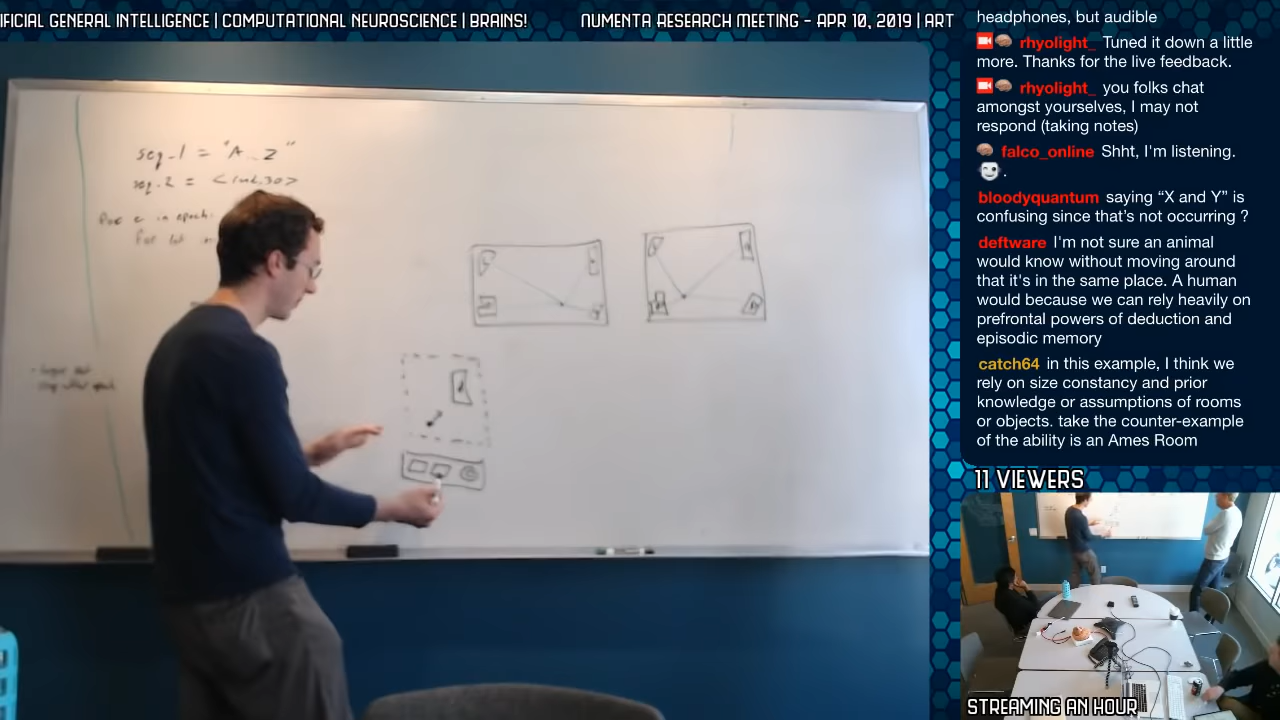 IFICIAL GENERAL INTELLIGENCE | COMPUTATIONAL NEUROSCIENCE | BRAINS!
NUMENTA RESEARCH MEETING - APR 10, 2019 | ART
seq_1 = "A..Z"
seq_2 =
for e in epoch:
for
headphones, but audible
rhyolight_ Tuned it down a little
more. Thanks for the live feedback.
rhyolight_ you folks chat
amongst yourselves, I may not
respond (taking notes)
falco_online Shht, I'm listening.
.
bloodyquantum saying “X and Y” is
confusing since that’s not occurring ?
deftware I'm not sure an animal
would know without moving around
that it's in the same place. A human
would because we can rely heavily on
prefrontal powers of deduction and
episodic memory
catch64 in this example, I think we
rely on size constancy and prior
knowledge or assumptions of rooms
or objects. take the counter-example
of the ability is an Ames Room
11 VIEWERS
STREAMING AN HOUR